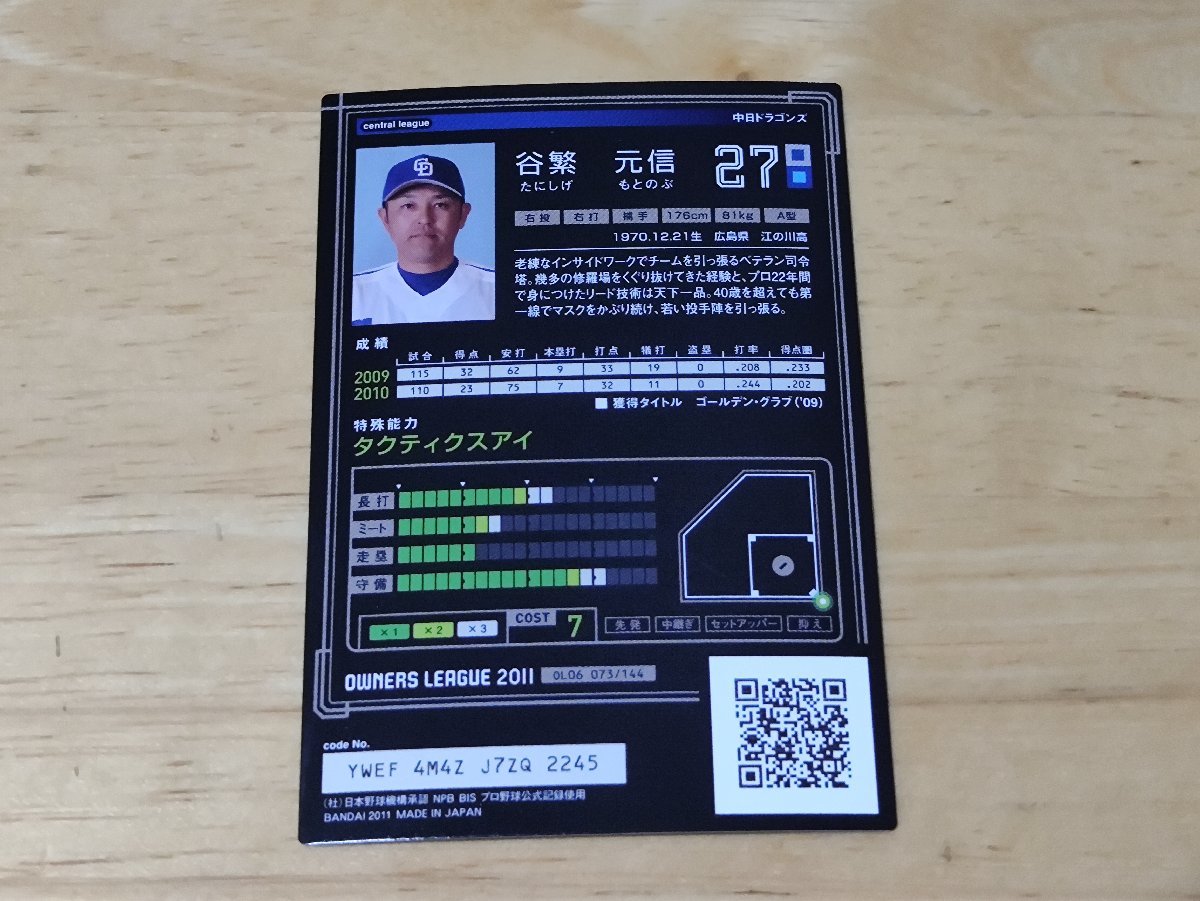 central league 中日ドラゴンズ
谷繁 元信 27
たにしげ もとのぶ
右投 右打 捕手 176cm 81kg A型
1970.12.21生 広島県 江の川高
老練なインサイドワークでチームを引っ張るベテラン司令
塔。幾多の修羅場をくぐり抜けてきた経験と、プロ22年間
で身につけたリード技術は天下一品。40歳を超えても第
一線でマスクをかぶり続け、若い投手陣を引っ張る。
成績
試合 得点 安打 本塁打 打点 犠打 盗塁 打率 得点圏
2009 115 32 62 9 33 19 0 .208 .233
2010 110 23 75 7 32 11 0 .244 .202
獲得タイトル ゴールデン・グラブ('09)
特殊能力
タクティクスアイ
長打
ミート
走塁
守備
×1 ×2 ×3 COST 7 先発 中継ぎ セットアッパー 抑え
OWNERS LEAGUE 2011 OL06 073/144
code No.
YWEF 4M4Z J7ZQ 2245
(社)日本野球機構承認 NPB BIS プロ野球公式記録使用
BANDAI 2011 MADE IN JAPAN